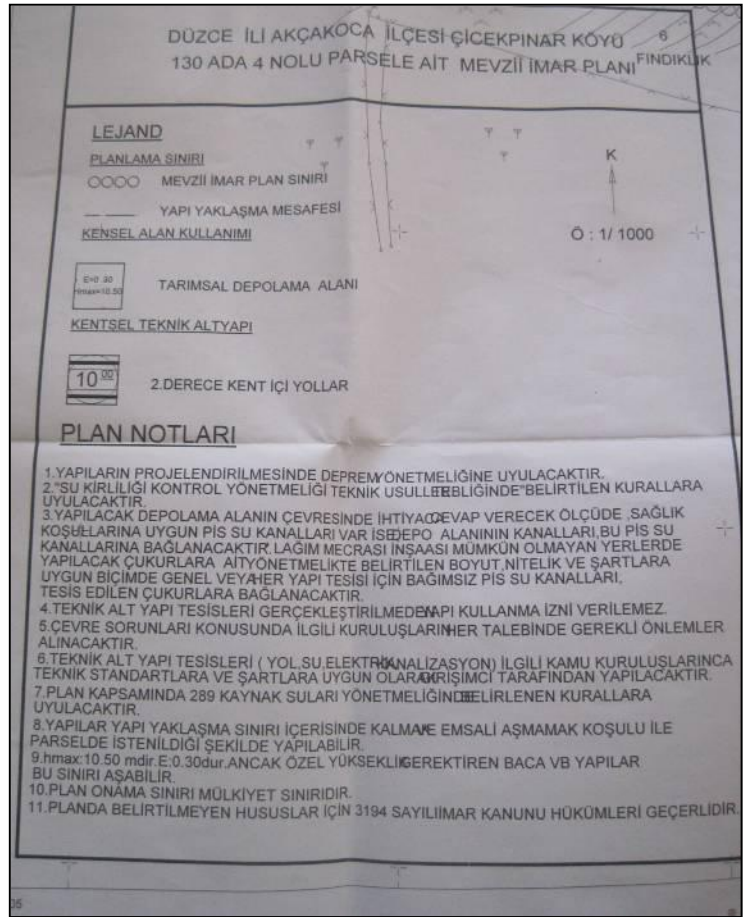 DÜZCE İLİ AKÇAKOCA İLÇESİ ÇİCEKPINAR KÖYÜ
6
130 ADA 4 NOLU PARSELE AİT MEVZİİ İMAR PLANI
FINDIKLIK
LEJAND
PLANLAMA SINIRI
MEVZİİ İMAR PLAN SINIRI
K
YAPI YAKLAŞMA MESAFESİ
KENSEL ALAN KULLANIMI
Ö : 1/ 1000
E=0.30
Hmax=10.50
TARIMSAL DEPOLAMA ALANI
KENTSEL TEKNİK ALTYAPI
10 00
2.DERECE KENT İÇİ YOLLAR
PLAN NOTLARI
1.YAPILARIN PROJELENDİRİLMESİNDE DEPREM YÖNETMELİĞİNE UYULACAKTIR.
2."SU KİRLİLİĞİ KONTROL YÖNETMELİĞİ TEKNİK USULLER TEBLİĞİNDE"BELİRTİLEN KURALLARA
UYULACAKTIR.
3.YAPILACAK DEPOLAMA ALANIN ÇEVRESİNDE İHTİYACA CEVAP VERECEK ÖLÇÜDE ,SAĞLIK
KOŞULLARINA UYGUN PİS SU KANALLARI VAR İSE DEPO ALANININ KANALLARI,BU PİS SU
KANALLARINA BAĞLANACAKTIR. LAĞIM MECRASI İNŞAASI MÜMKÜN OLMAYAN YERLERDE
YAPILACAK ÇUKURLARA AİT YÖNETMELİKTE BELİRTİLEN BOYUT,NİTELİK VE ŞARTLARA
UYGUN BİÇİMDE GENEL VEYA HER YAPI TESİSİ İÇİN BAĞIMSIZ PİS SU KANALLARI,
TESİS EDİLEN ÇUKURLARA BAĞLANACAKTIR.
4.TEKNİK ALT YAPI TESİSLERİ GERÇEKLEŞTİRİLMEDEN YAPI KULLANMA İZNİ VERİLEMEZ.
5.ÇEVRE SORUNLARI KONUSUNDA İLGİLİ KURULUŞLARIN HER TALEBİNDE GEREKLİ ÖNLEMLER
ALINACAKTIR.
6.TEKNİK ALT YAPI TESİSLERİ ( YOL,SU,ELEKTRİK,KANALİZASYON) İLGİLİ KAMU KURULUŞLARINCA
TEKNİK STANDARTLARA VE ŞARTLARA UYGUN OLARAK GİRİŞİMCİ TARAFINDAN YAPILACAKTIR.
7.PLAN KAPSAMINDA 289 KAYNAK SULARI YÖNETMELİĞİNDE BELİRLENEN KURALLARA
UYULACAKTIR.
8.YAPILAR YAPI YAKLAŞMA SINIRI İÇERİSİNDE KALMAK VE EMSALİ AŞMAMAK KOŞULU İLE
PARSELDE İSTENİLDİĞİ ŞEKİLDE YAPILABİLİR.
9.hmax:10.50 mdir.E:0.30dur.ANCAK ÖZEL YÜKSEKLİK GEREKTİREN BACA VB YAPILAR
BU SINIRI AŞABİLİR.
10.PLAN ONAMA SINIRI MÜLKİYET SINIRIDIR.
11.PLANDA BELİRTİLMEYEN HUSUSLAR İÇİN 3194 SAYILI İMAR KANUNU HÜKÜMLERİ GEÇERLİDİR.